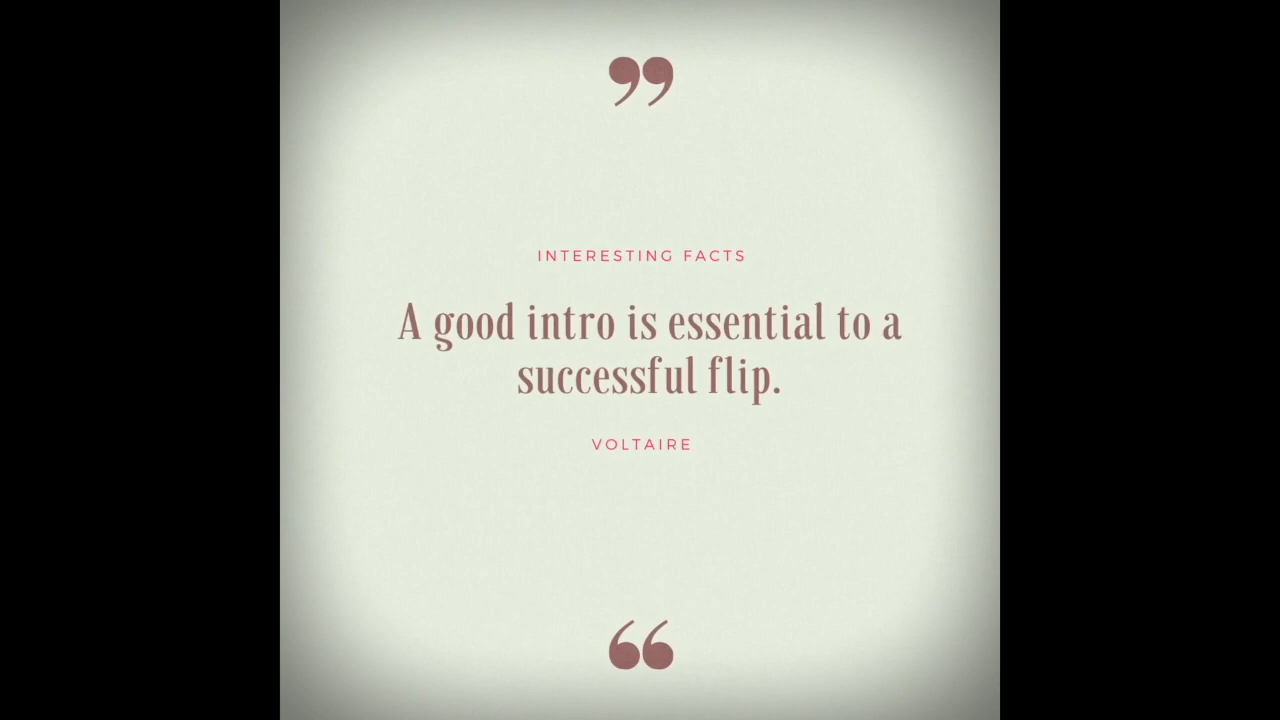 ”
INTERESTING FACTS
A good intro is essential to a
successful flip.
VOLTAIRE
“